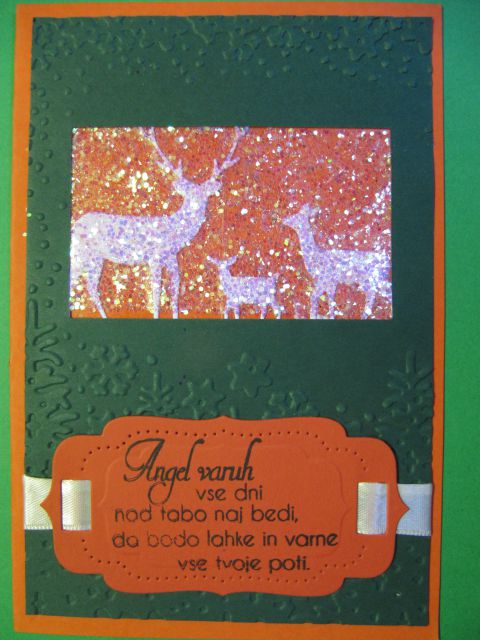 Angel varuh
vse dni
nad tabo naj bedi,
da bodo lahke in varne
vse tvoje poti.